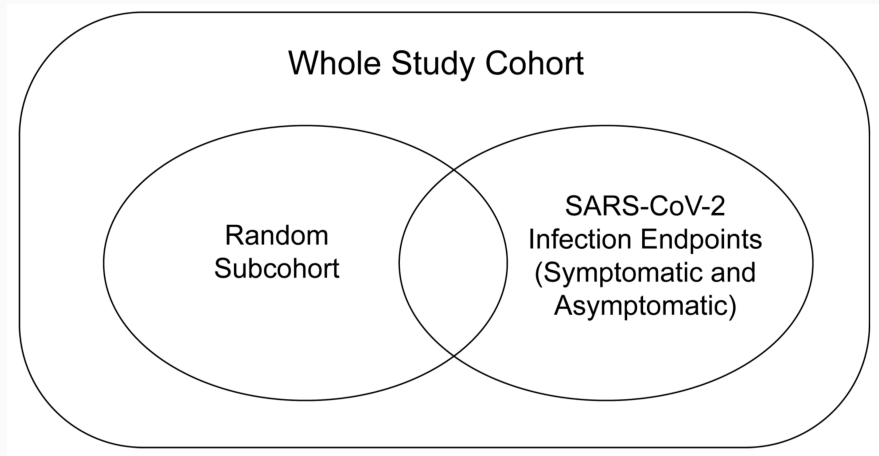 Whole Study Cohort
Random
Subcohort
SARS-CoV-2
Infection Endpoints
(Symptomatic and
Asymptomatic)